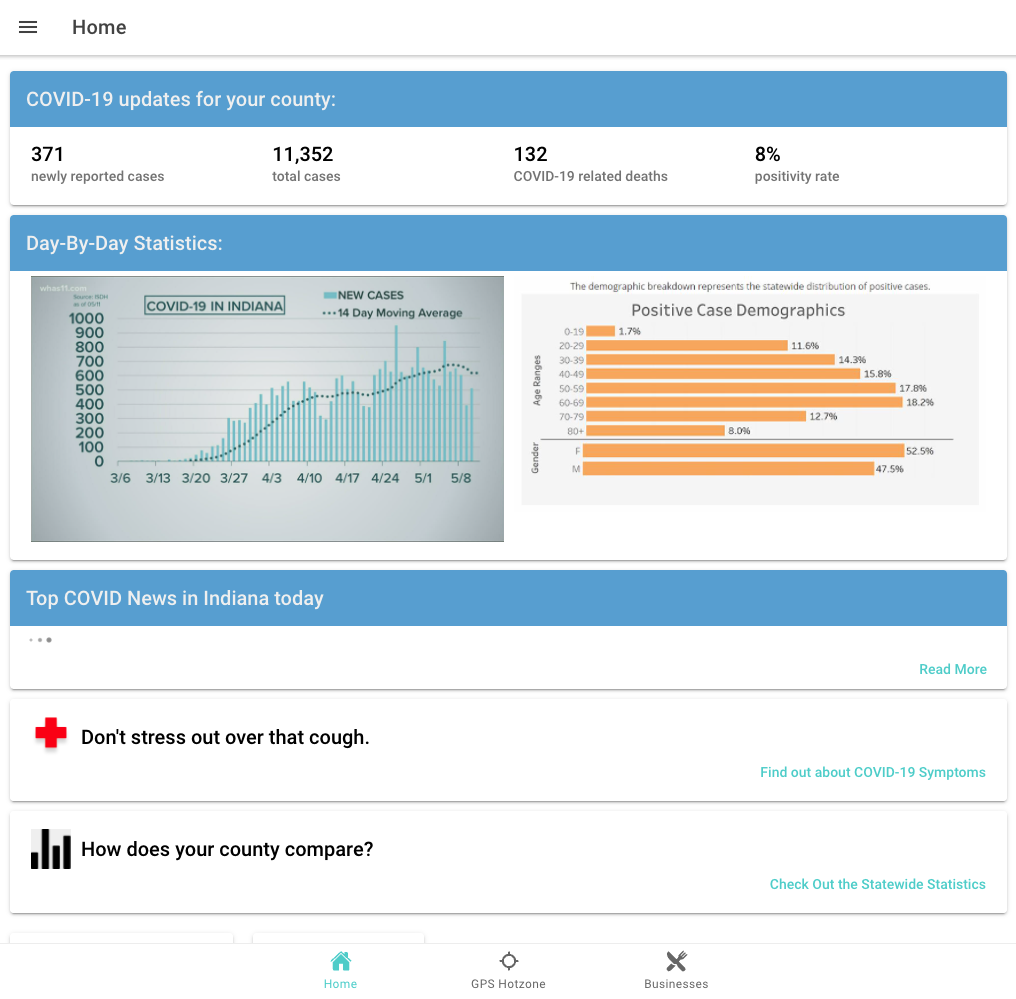 Home
COVID-19 updates for your county:
371
newly reported cases
11,352
total cases
132
COVID-19 related deaths
8%
positivity rate
Day-By-Day Statistics:
whas11.com
Source: ISDH
as of 05/11
COVID-19 IN INDIANA
NEW CASES
14 Day Moving Average
1000
900
800
700
600
500
400
300
200
100
0
3/6 3/13 3/20 3/27 4/3 4/10 4/17 4/24 5/1 5/8
The demographic breakdown represents the statewide distribution of positive cases.
Positive Case Demographics
Age Ranges
0-19 1.7%
20-29 11.6%
30-39 14.3%
40-49 15.8%
50-59 17.8%
60-69 18.2%
70-79 12.7%
80+ 8.0%
Gender
F 52.5%
M 47.5%
Top COVID News in Indiana today
Read More
Don't stress out over that cough.
Find out about COVID-19 Symptoms
How does your county compare?
Check Out the Statewide Statistics
Home
GPS Hotzone
Businesses